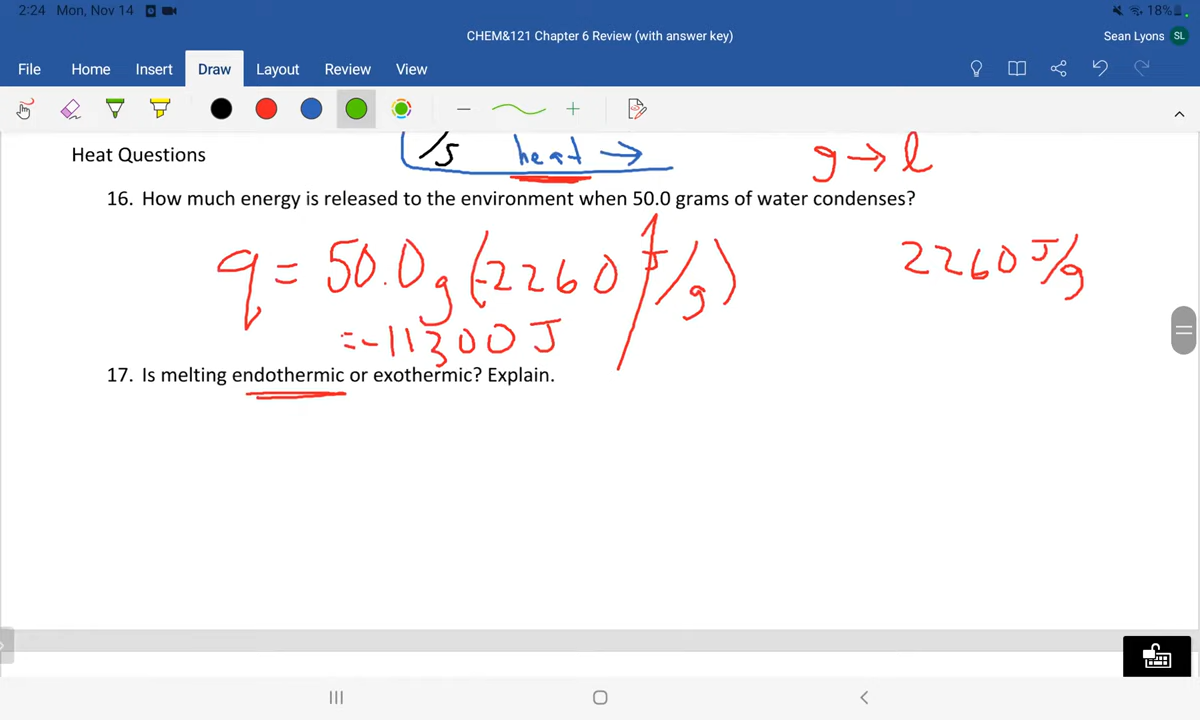 2:24 Mon, Nov 14
18%
CHEM&121 Chapter 6 Review (with answer key)
Sean Lyons SL
File Home Insert Draw Layout Review View
/s heat →
g → l
Heat Questions
16. How much energy is released to the environment when 50.0 grams of water condenses?
q = 50.0g (-2260 J/g)
2260 J/g
= -11300 J
17. Is melting endothermic or exothermic? Explain.